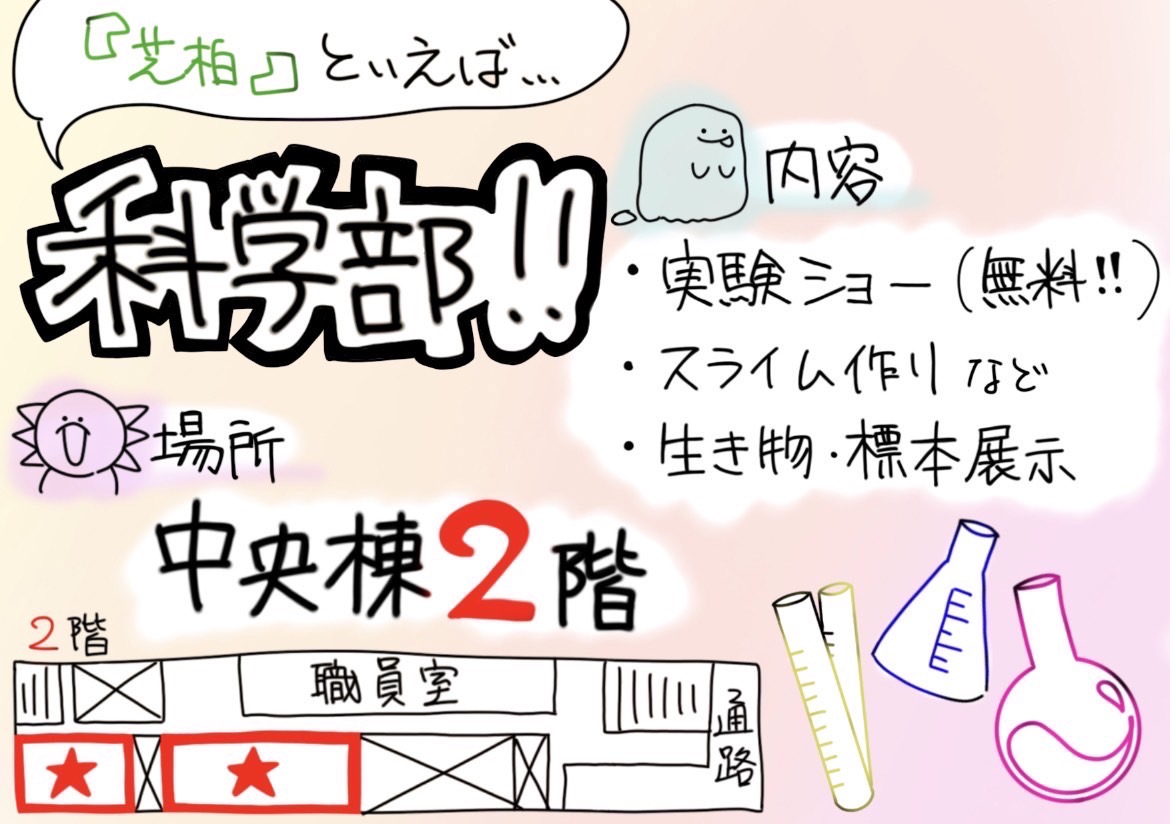 『芝柏』といえば…
科学部!!
内容
・実験ショー(無料!!)
・スライム作りなど
・生き物・標本展示
場所
中央棟2階
2階
職員室
通路